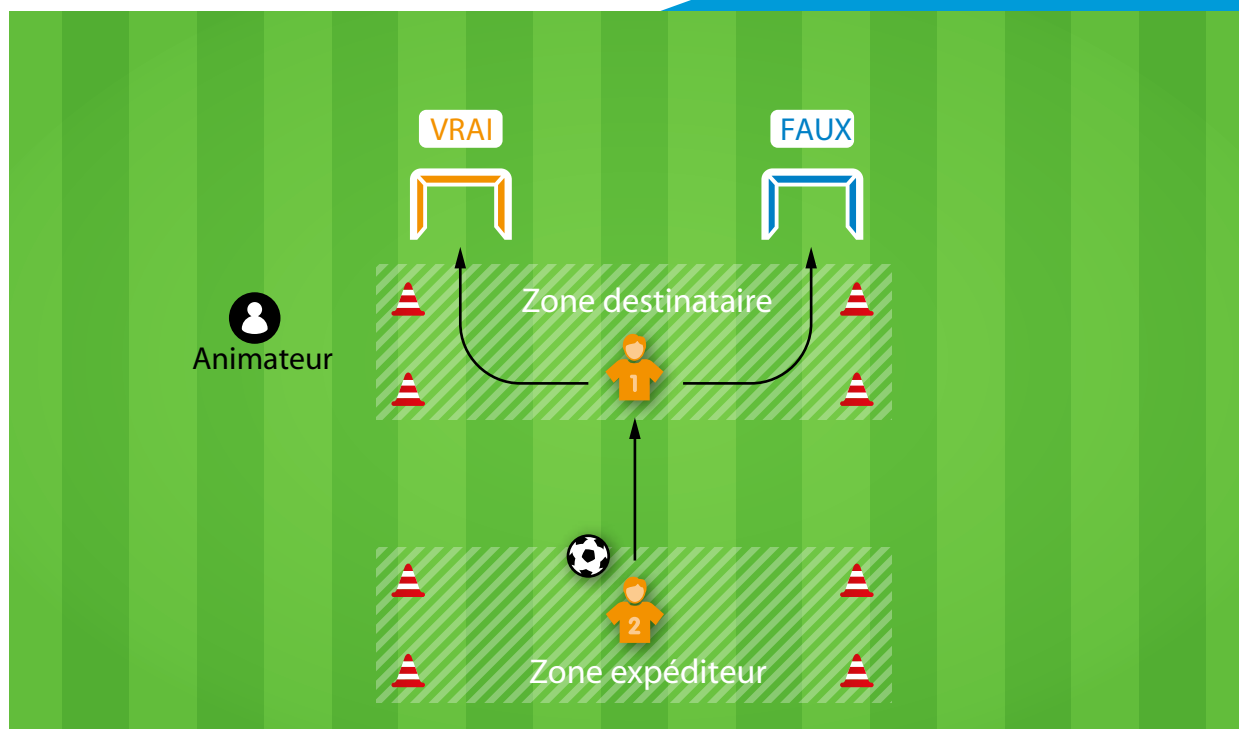 VRAI
FAUX
Zone destinataire
Animateur
1
2
Zone expéditeur